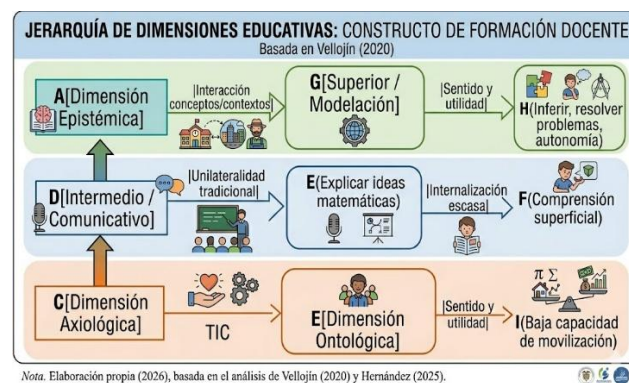 JERARQUÍA DE DIMENSIONES EDUCATIVAS: CONSTRUCTO DE FORMACIÓN DOCENTE
Basada en Vellojín (2020)
A[Dimensión
Epistémica]
|Interacción
conceptos/contextos|
G[Superior /
Modelación]
|Sentido y
utilidad|
H(Inferir, resolver
problemas,
autonomía)
D[Intermedio /
Comunicativo]
|Unilateralidad
tradicional|
E(Explicar ideas
matemáticas)
|Internalización
escasa|
F(Comprensión
superficial)
C[Dimensión
Axiológica]
TIC
E[Dimensión
Ontológica]
|Sentido y
utilidad|
π Σ
I(Baja capacidad
de movilización)
Nota. Elaboración propia (2026), basada en el análisis de Vellojín (2020) y Hernández (2025).